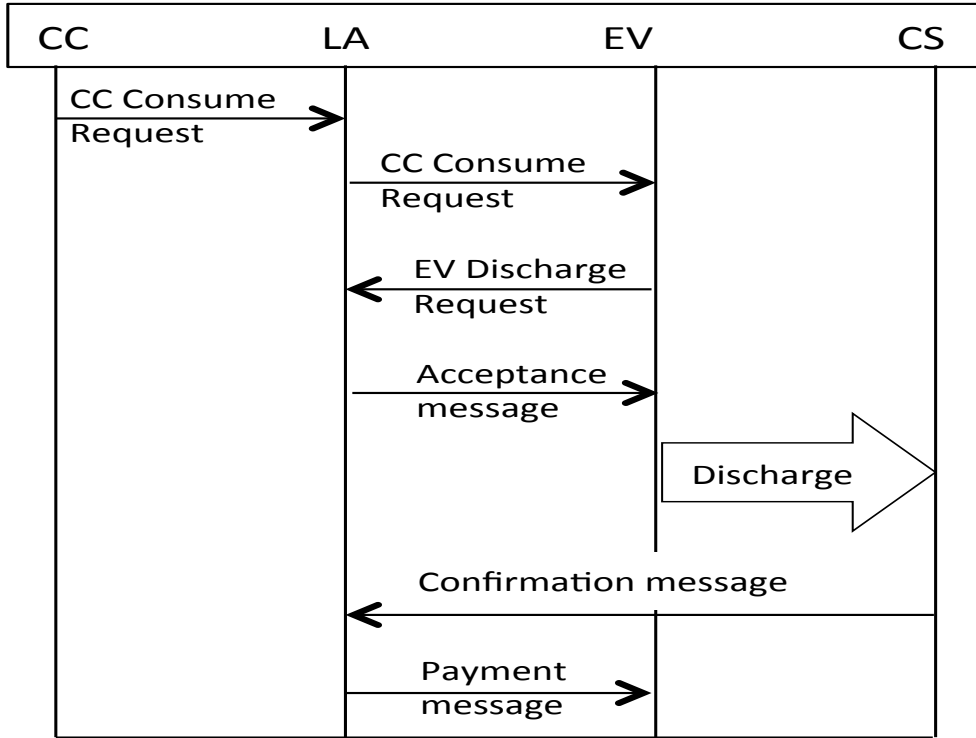 CC LA EV CS
CC Consume
Request
CC Consume
Request
EV Discharge
Request
Acceptance
message
Discharge
Confirmation message
Payment
message